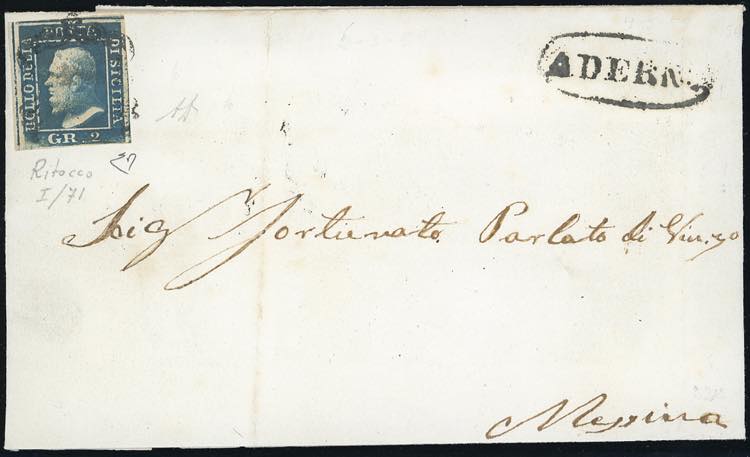 BOLLO DELLA
POSTA
DI SICILIA
GR. 2
ADERN.
Ritocco
I/71
Sig Fortunato Parlato di Vin.zo
Messina